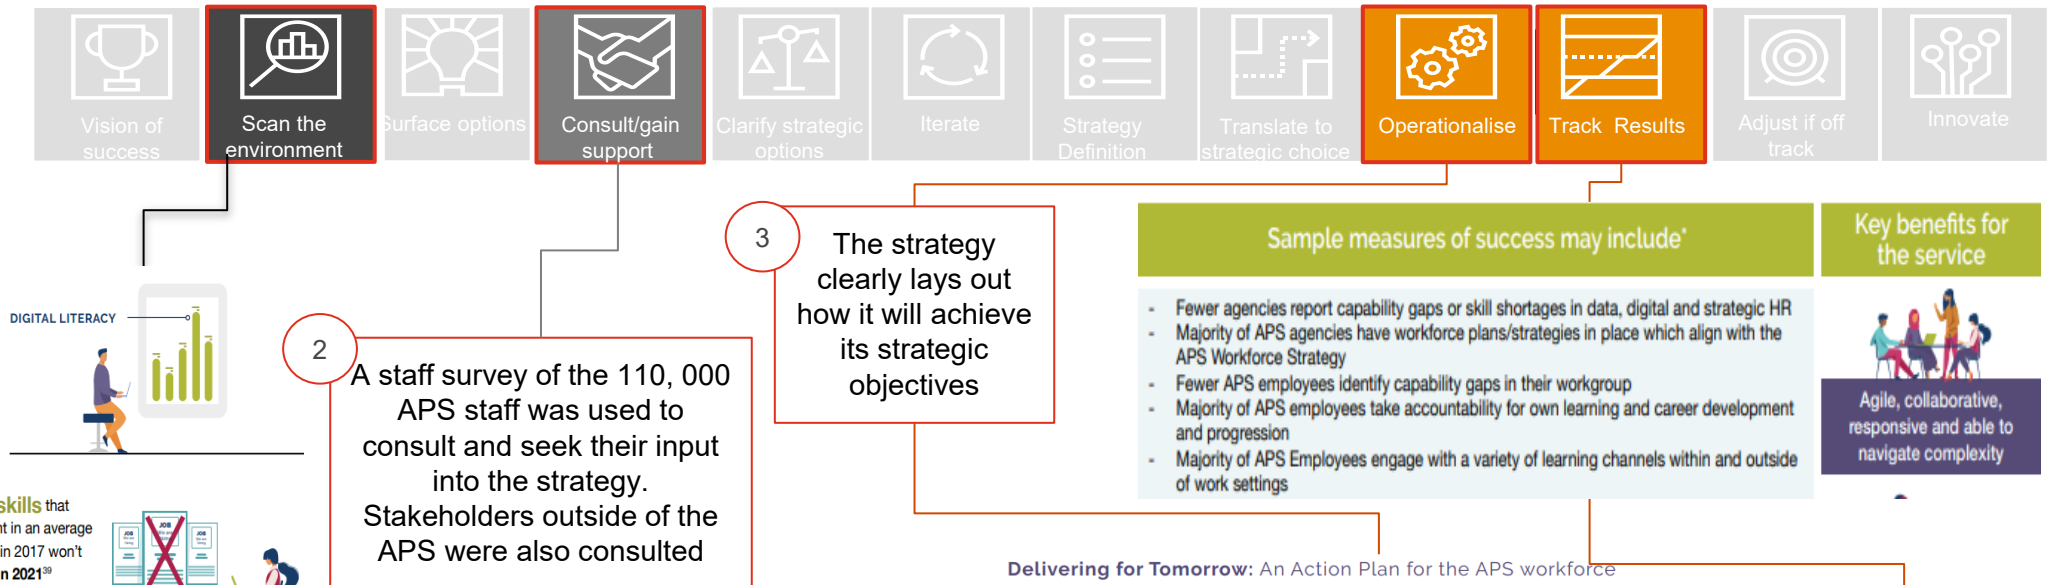 Vision of
success
Scan the
environment
Surface options
Consult/gain
support
Clarify strategic
options
Iterate
Strategy
Definition
Translate to
strategic choice
Operationalise
Track Results
Adjust if off
track
Innovate
DIGITAL LITERACY
skills that
nt in an average
in 2017 won't
n 2021³⁹
JOB
JOB
JOB
2
A staff survey of the 110, 000
APS staff was used to
consult and seek their input
into the strategy.
Stakeholders outside of the
APS were also consulted
3
The strategy
clearly lays out
how it will achieve
its strategic
objectives
Sample measures of success may include*
- Fewer agencies report capability gaps or skill shortages in data, digital and strategic HR
- Majority of APS agencies have workforce plans/strategies in place which align with the
APS Workforce Strategy
- Fewer APS employees identify capability gaps in their workgroup
- Majority of APS employees take accountability for own learning and career development
and progression
- Majority of APS Employees engage with a variety of learning channels within and outside
of work settings
Key benefits for
the service
Agile, collaborative,
responsive and able to
navigate complexity
Delivering for Tomorrow: An Action Plan for the APS workforce